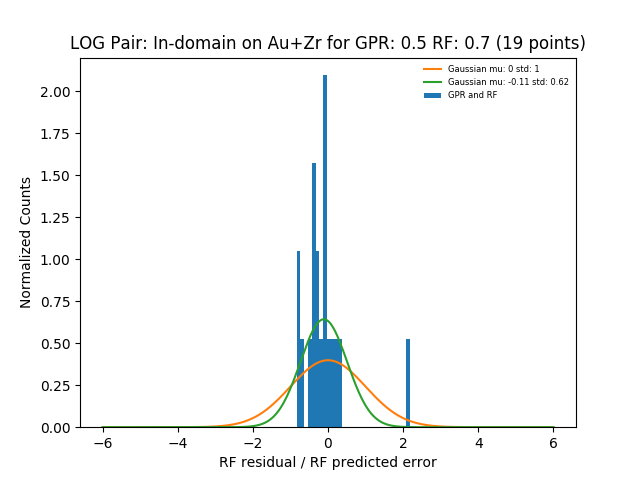 LOG Pair: In-domain on Au+Zr for GPR: 0.5 RF: 0.7 (19 points)
Gaussian mu: 0 std: 1
Gaussian mu: -0.11 std: 0.62
GPR and RF
Normalized Counts
2.00
1.75
1.50
1.25
1.00
0.75
0.50
0.25
0.00
−6 −4 −2 0 2 4 6
RF residual / RF predicted error